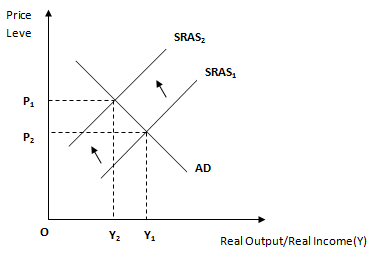 Price
Leve
SRAS2
SRAS1
P1
P2
AD
O
Y2
Y1
Real Output/Real Income(Y)